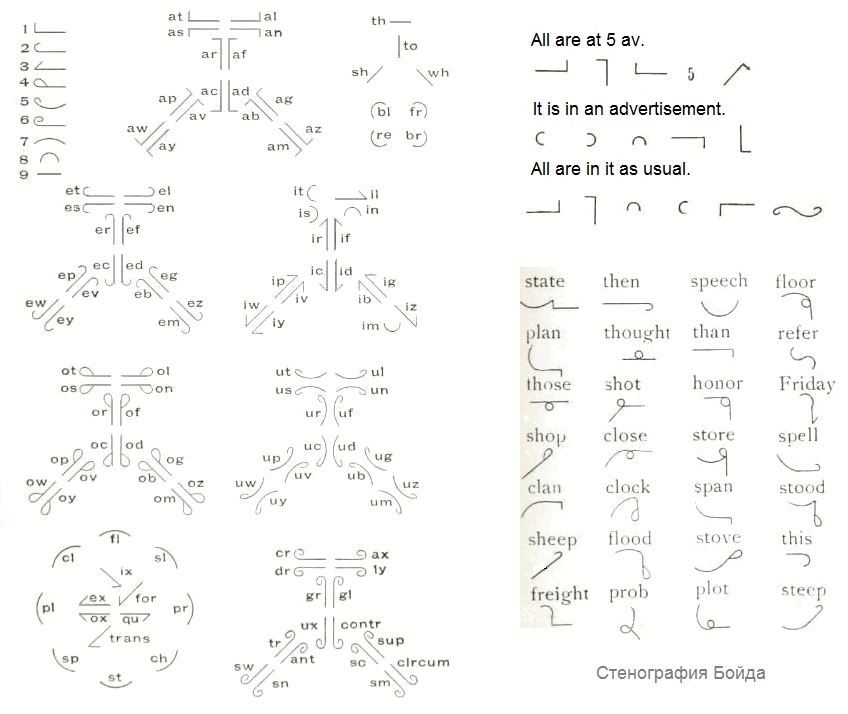 1
2
3
4
5
6
7
8
9
at al
as an
ar af
ap ac ad ag
av ab
aw az
ay am
th
to
sh wh
bl fr
re br
et el
es en
er ef
ep ec ed eg
ev eb
ew ez
ey em
it il
is in
ir if
ip ic id ig
iv ib
iw iz
iy im
ot ol
os on
or of
op oc od og
ov ob
ow oz
oy om
ut ul
us un
ur uf
up uc ud ug
uv ub
uw uz
uy um
fl
cl sl
ix
pl ex for pr
ox qu
trans
sp ch
st
cr ax
dr ly
gr gl
ux contr
tr sup
ant sc circum
sw sm
sn
All are at 5 av.
5
It is in an advertisement.
All are in it as usual.
state then speech floor
plan thought than refer
those shot honor Friday
shop close store spell
clan clock span stood
sheep flood stove this
freight prob plot steep
Стенография Бойда